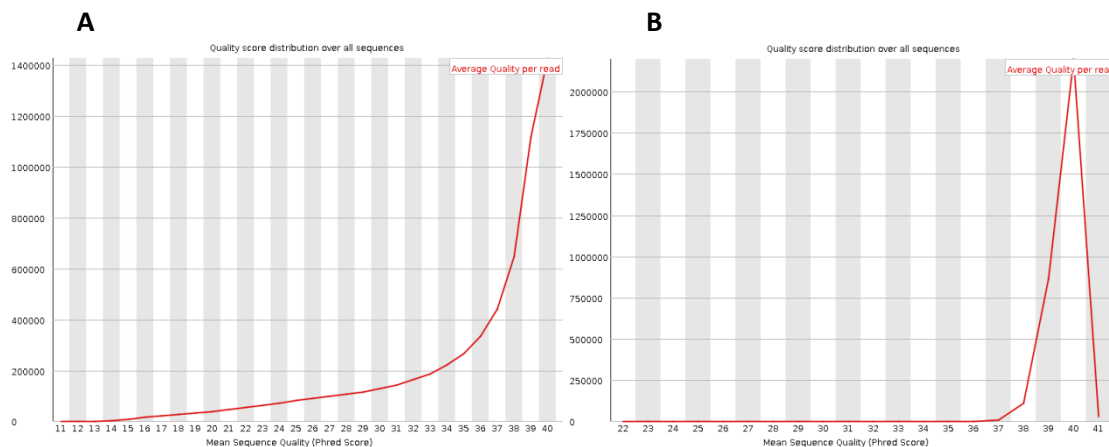 A
Quality score distribution over all sequences
Average Quality per read
1400000
1200000
1000000
800000
600000
400000
200000
0
11 12 13 14 15 16 17 18 19 20 21 22 23 24 25 26 27 28 29 30 31 32 33 34 35 36 37 38 39 40
Mean Sequence Quality (Phred Score)
B
Quality score distribution over all sequences
Average Quality per rea
2000000
1750000
1500000
1250000
1000000
750000
500000
250000
0
22 23 24 25 26 27 28 29 30 31 32 33 34 35 36 37 38 39 40 41
Mean Sequence Quality (Phred Score)